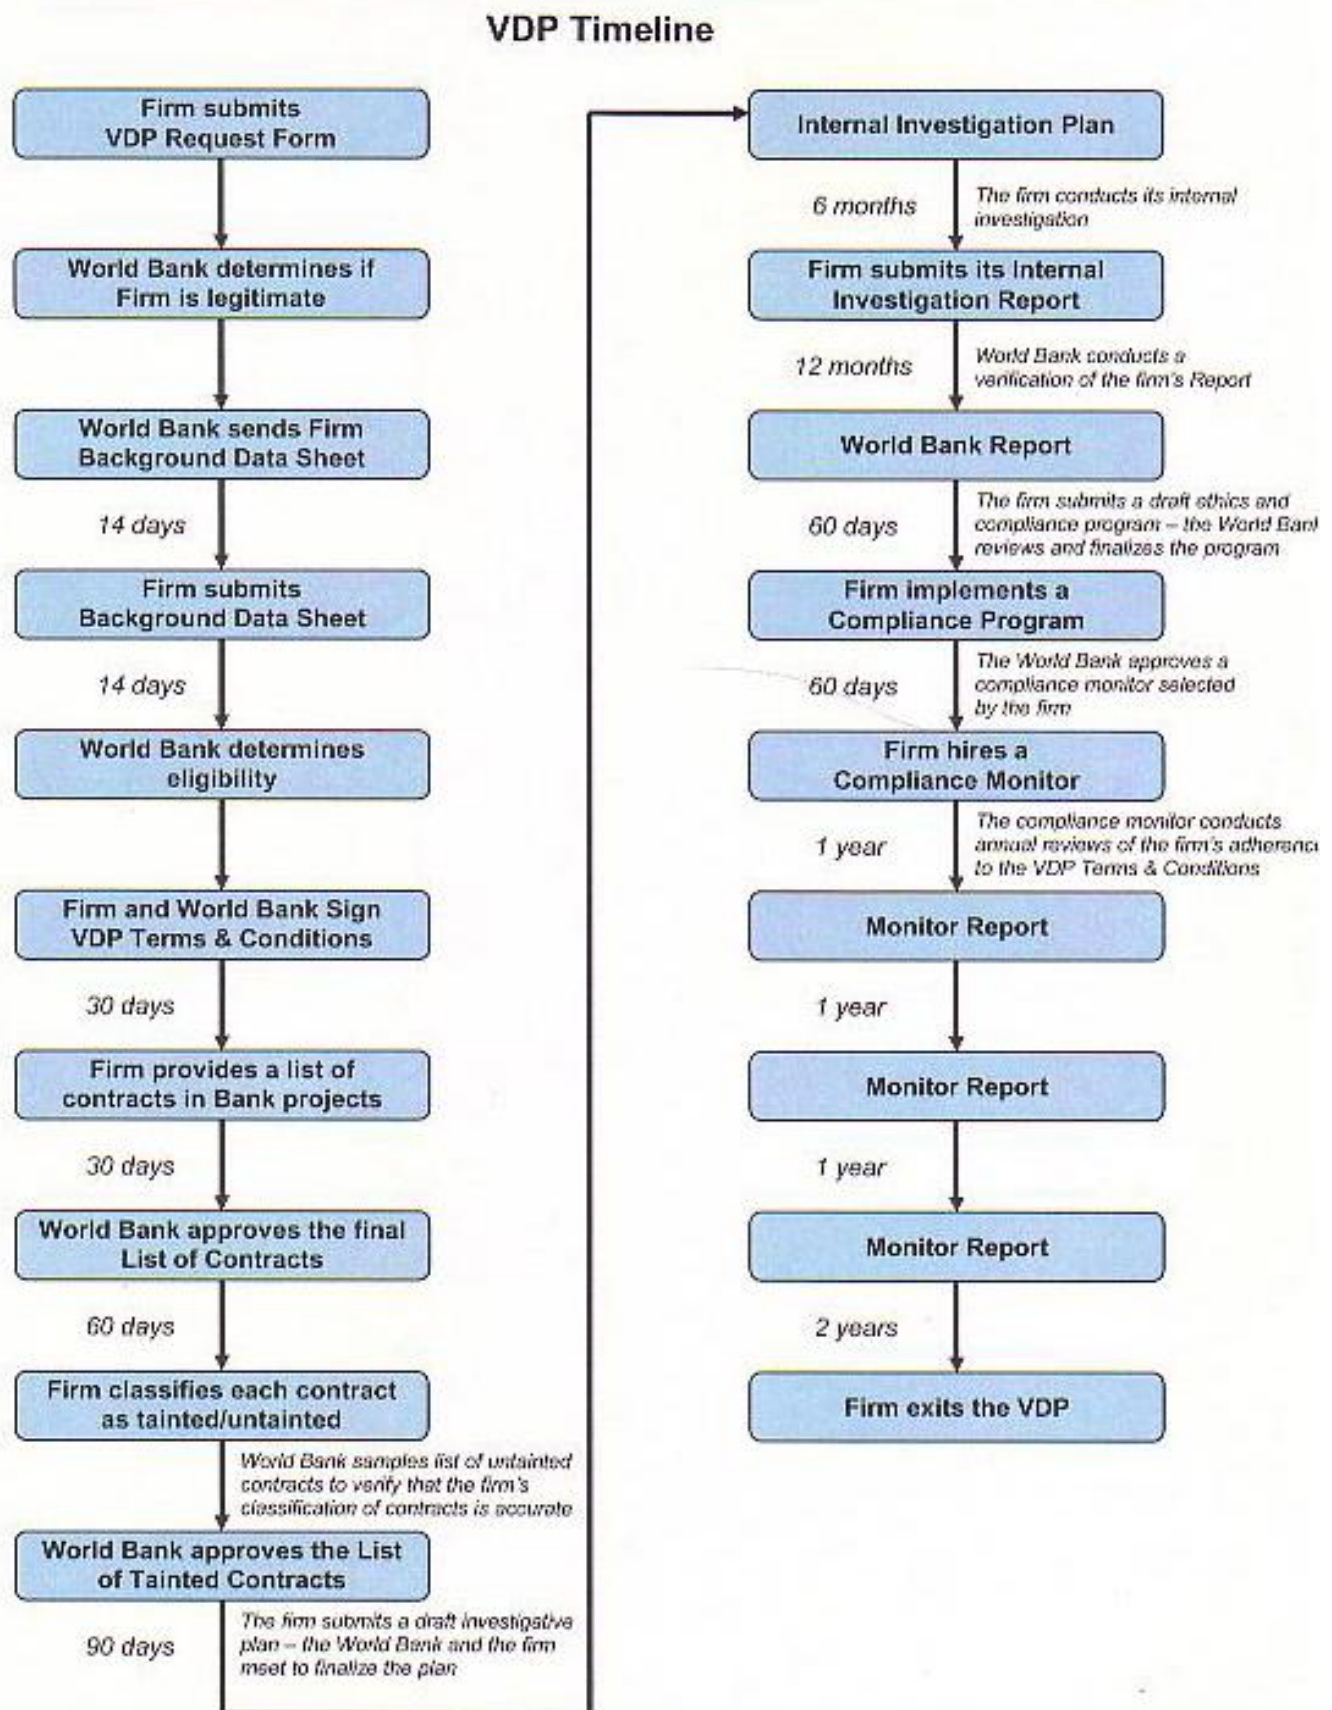 VDP Timeline
Firm submits
VDP Request Form
World Bank determines if
Firm is legitimate
World Bank sends Firm
Background Data Sheet
14 days
Firm submits
Background Data Sheet
14 days
World Bank determines
eligibility
Firm and World Bank Sign
VDP Terms & Conditions
30 days
Firm provides a list of
contracts in Bank projects
30 days
World Bank approves the final
List of Contracts
60 days
Firm classifies each contract
as tainted/untainted
World Bank samples list of untainted
contracts to verify that the firm's
classification of contracts is accurate
World Bank approves the List
of Tainted Contracts
90 days
The firm submits a draft investigative
plan – the World Bank and the firm
meet to finalize the plan
Internal Investigation Plan
6 months
The firm conducts its internal
investigation
Firm submits its Internal
Investigation Report
12 months
World Bank conducts a
verification of the firm's Report
World Bank Report
60 days
The firm submits a draft ethics and
compliance program – the World Bank
reviews and finalizes the program
Firm implements a
Compliance Program
60 days
The World Bank approves a
compliance monitor selected
by the firm
Firm hires a
Compliance Monitor
1 year
The compliance monitor conducts
annual reviews of the firm's adherenc
to the VDP Terms & Conditions
Monitor Report
1 year
Monitor Report
1 year
Monitor Report
2 years
Firm exits the VDP